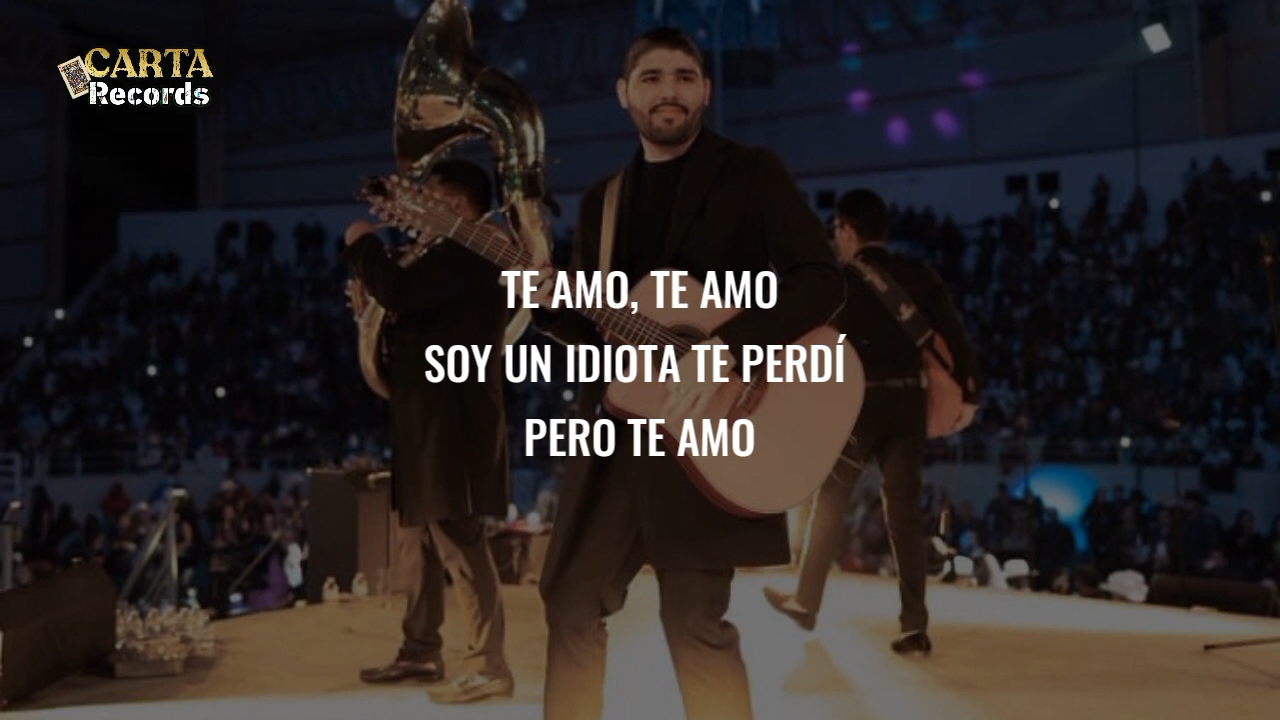 CARTA
Records
TE AMO, TE AMO
SOY UN IDIOTA TE PERDÍ
PERO TE AMO